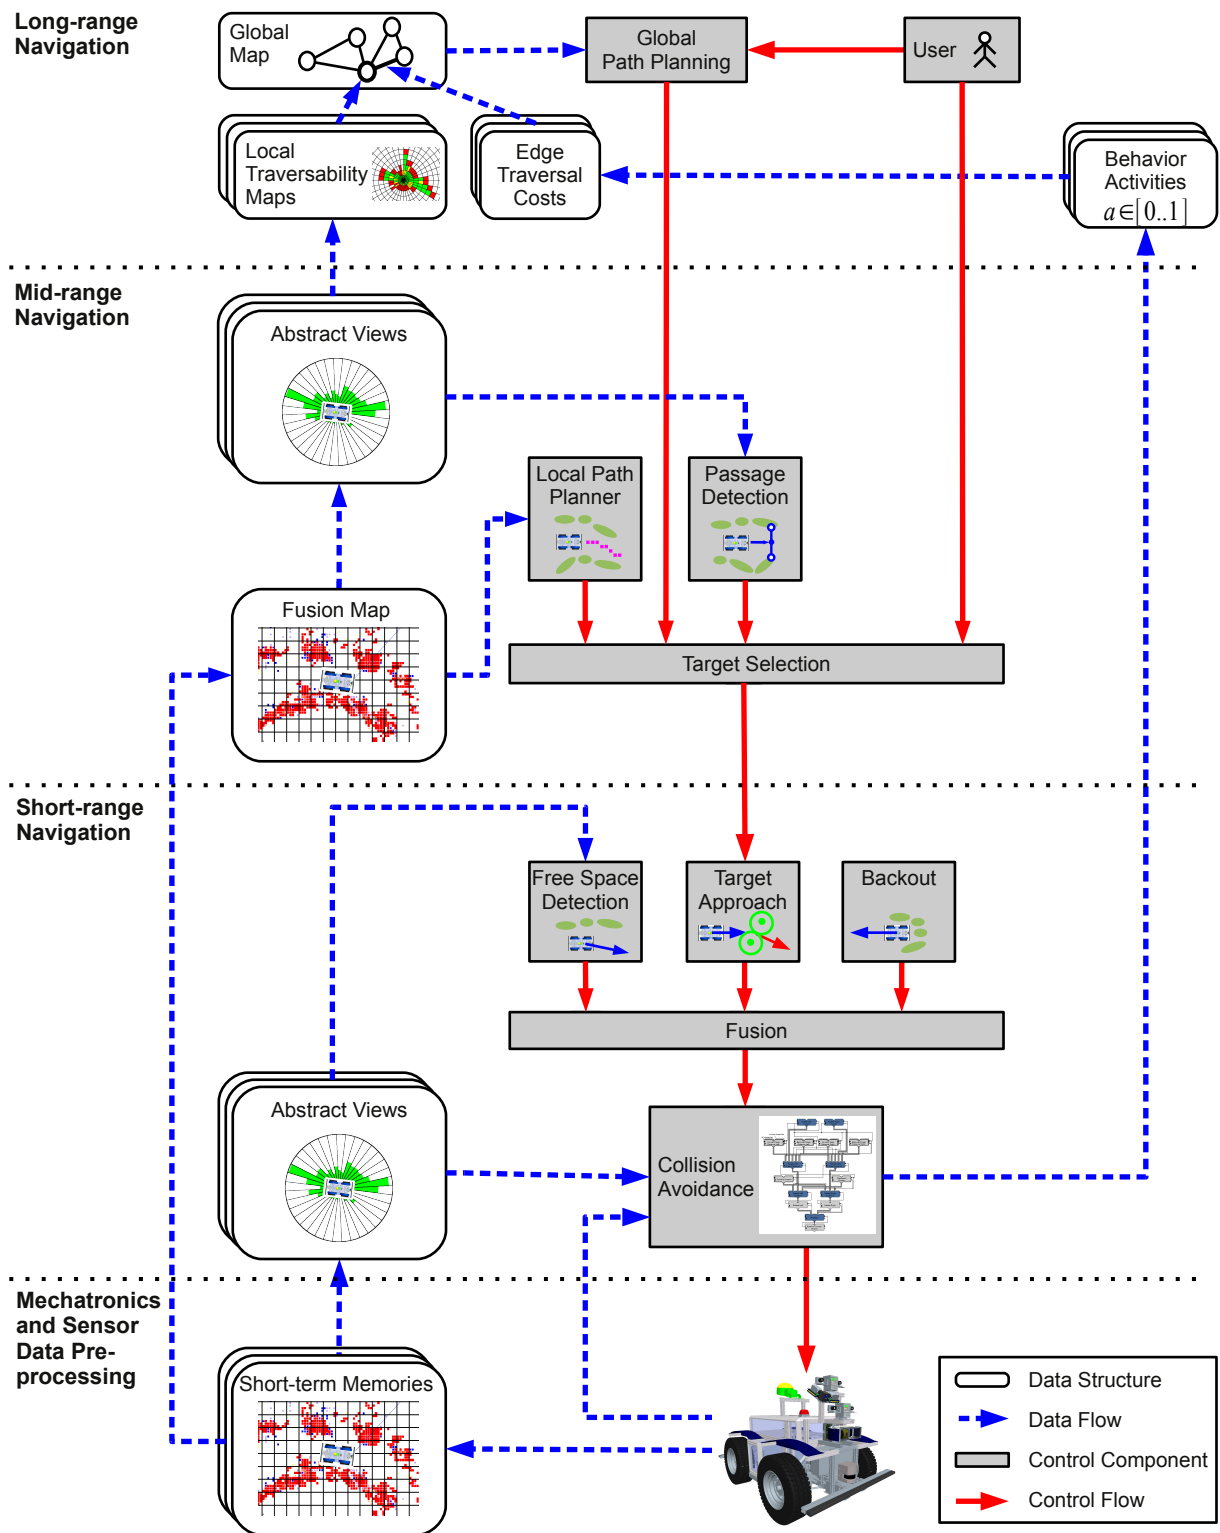 Long-range
Navigation
Global
Map
Global
Path Planning
User
Local
Traversability
Maps
Edge
Traversal
Costs
Behavior
Activities
a∈[0..1]
Mid-range
Navigation
Abstract Views
Local Path
Planner
Passage
Detection
Fusion Map
Target Selection
Short-range
Navigation
Free Space
Detection
Target
Approach
Backout
Fusion
Abstract Views
Collision
Avoidance
Mechatronics
and Sensor
Data Pre-
processing
Short-term Memories
Data Structure
Data Flow
Control Component
Control Flow